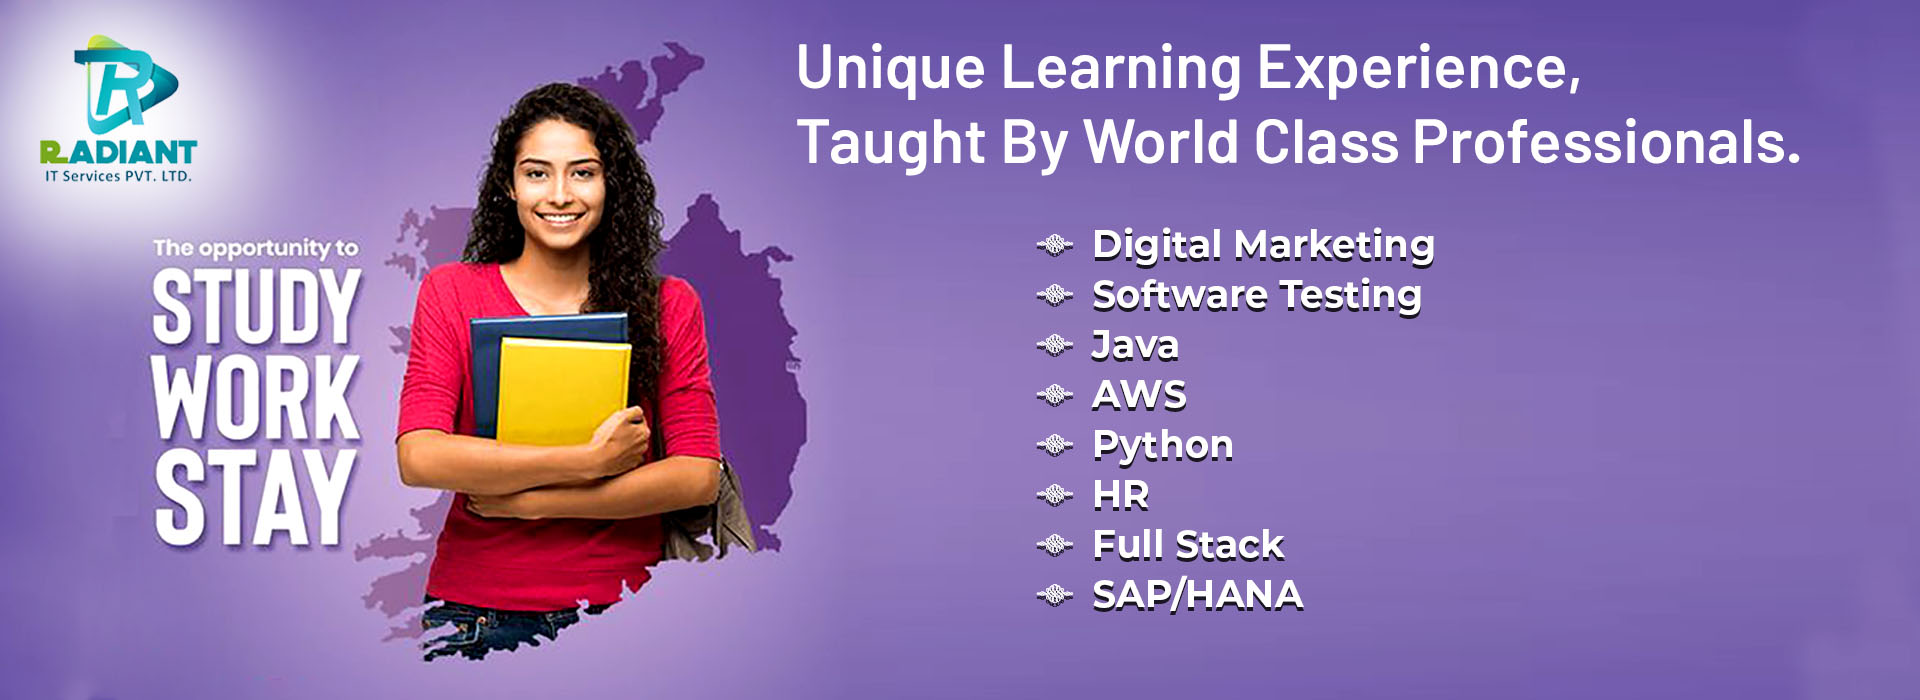 RADIANT
IT Services PVT. LTD.
The opportunity to
STUDY
WORK
STAY
Unique Learning Experience,
Taught By World Class Professionals.
Digital Marketing
Software Testing
Java
AWS
Python
HR
Full Stack
SAP/HANA